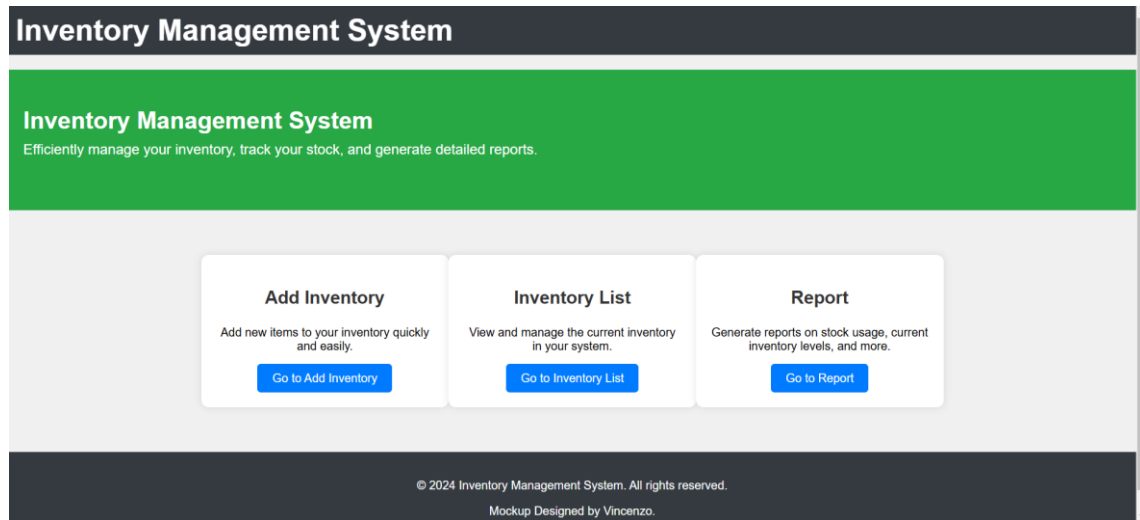 Inventory Management System
Inventory Management System
Efficiently manage your inventory, track your stock, and generate detailed reports.
Add Inventory
Add new items to your inventory quickly
and easily.
Go to Add Inventory
Inventory List
View and manage the current inventory
in your system.
Go to Inventory List
Report
Generate reports on stock usage, current
inventory levels, and more.
Go to Report
© 2024 Inventory Management System. All rights reserved.
Mockup Designed by Vincenzo.